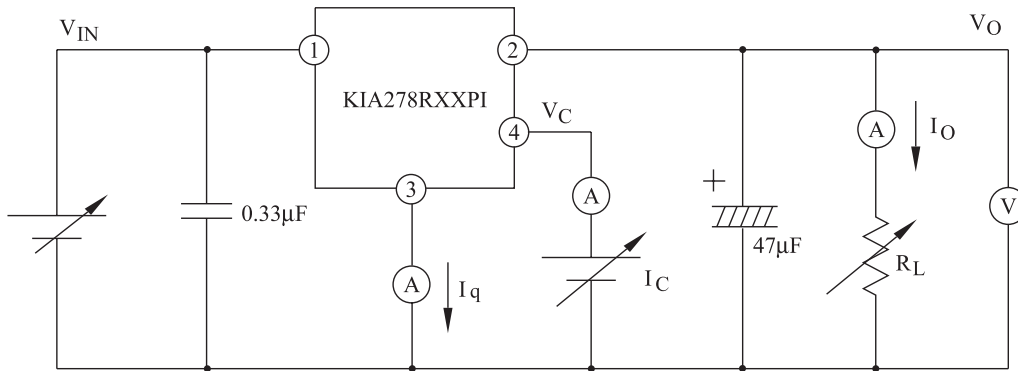 V_IN
V_O
1
2
KIA278RXXPI
V_C
4
A
I_O
3
+
A
0.33µF
V
47µF
R_L
A
I_q
I_C